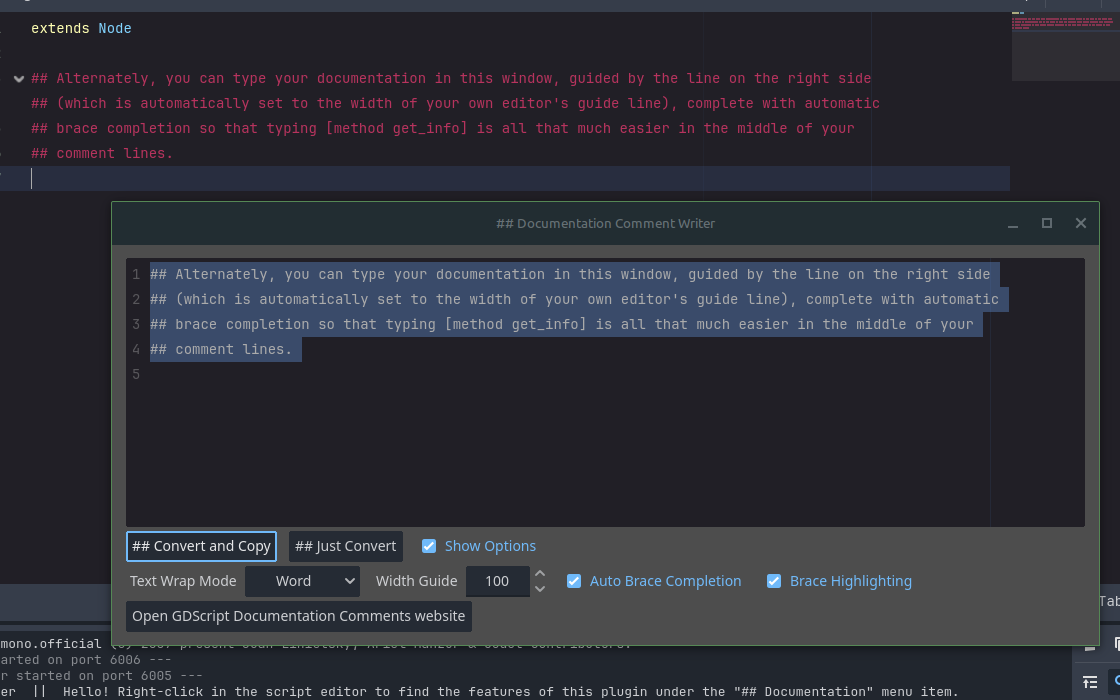 extends Node
## Alternately, you can type your documentation in this window, guided by the line on the right side
## (which is automatically set to the width of your own editor's guide line), complete with automatic
## brace completion so that typing [method get_info] is all that much easier in the middle of your
## comment lines.
## Documentation Comment Writer
1 ## Alternately, you can type your documentation in this window, guided by the line on the right side
2 ## (which is automatically set to the width of your own editor's guide line), complete with automatic
3 ## brace completion so that typing [method get_info] is all that much easier in the middle of your
4 ## comment lines.
5
## Convert and Copy ## Just Convert Show Options
Text Wrap Mode Word Width Guide 100 Auto Brace Completion Brace Highlighting
Open GDScript Documentation Comments website
Tab
mono.official
arted on port 6006 ---
r started on port 6005 ---
er || Hello! Right-click in the script editor to find the features of this plugin under the "## Documentation" menu item.